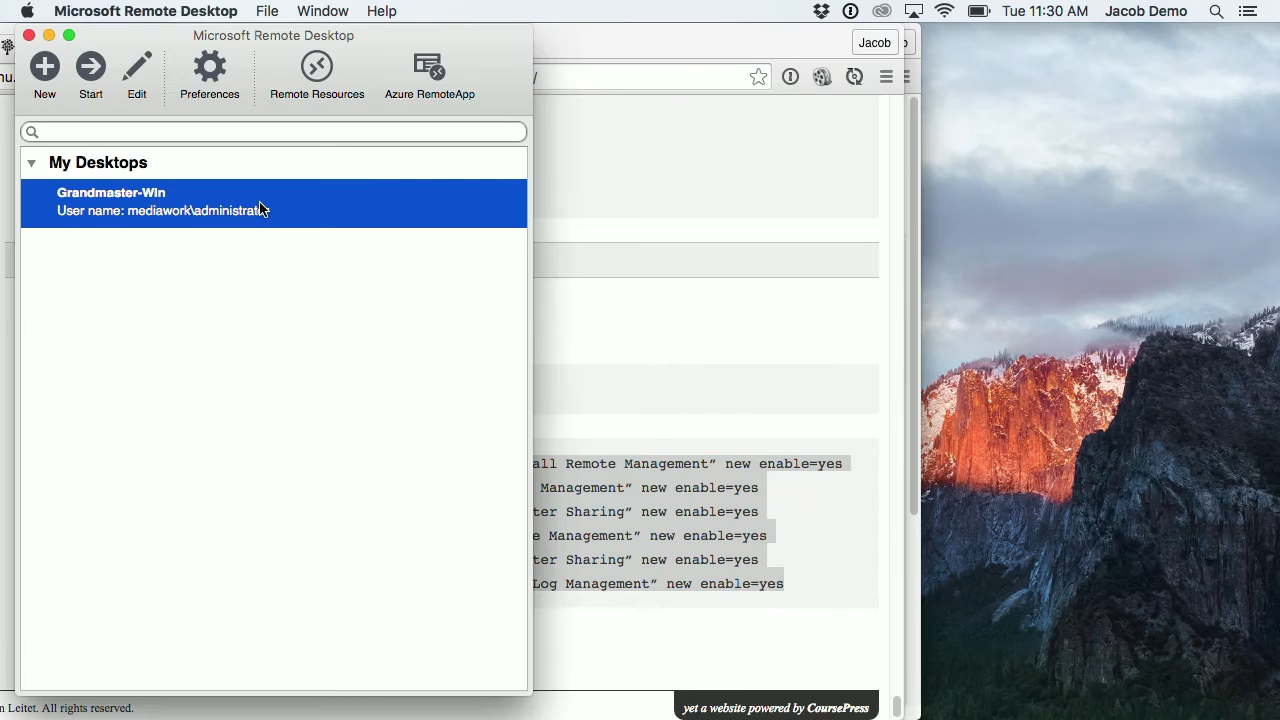 Microsoft Remote Desktop File Window Help
Tue 11:30 AM Jacob Demo
Microsoft Remote Desktop
Jacob
New Start Edit Preferences Remote Resources Azure RemoteApp
My Desktops
Grandmaster-Win
User name: mediawork\administrat
all Remote Management” new enable=yes
Management” new enable=yes
ter Sharing” new enable=yes
e Management” new enable=yes
ter Sharing” new enable=yes
Log Management” new enable=yes
n Leitet. All rights reserved.
yet a website powered by CoursePress